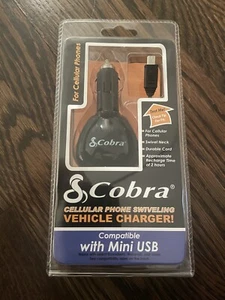 For Cellular Phones
Cobra
• For Cellular Phones
• Swivel Neck
• Durable Cord
• Approximate Recharge Time of 2 hours
Cobra®
CELLULAR PHONE SWIVELING
VEHICLE CHARGER!
Compatible
with Mini USB